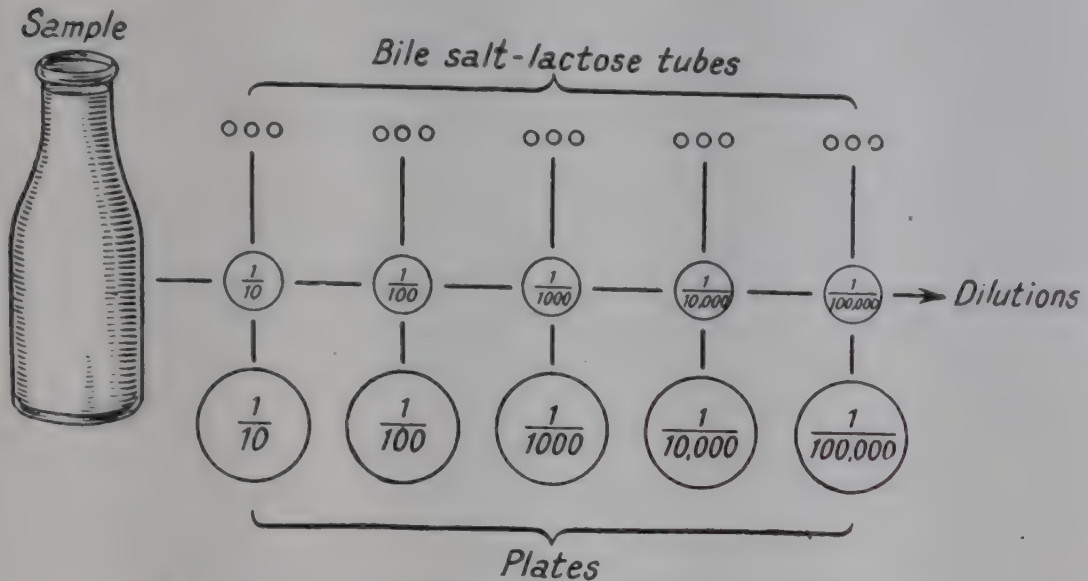 Sample
Bile salt-lactose tubes
1/10 1/100 1/1000 1/10,000 1/100,000 Dilutions
1/10 1/100 1/1000 1/10,000 1/100,000
Plates